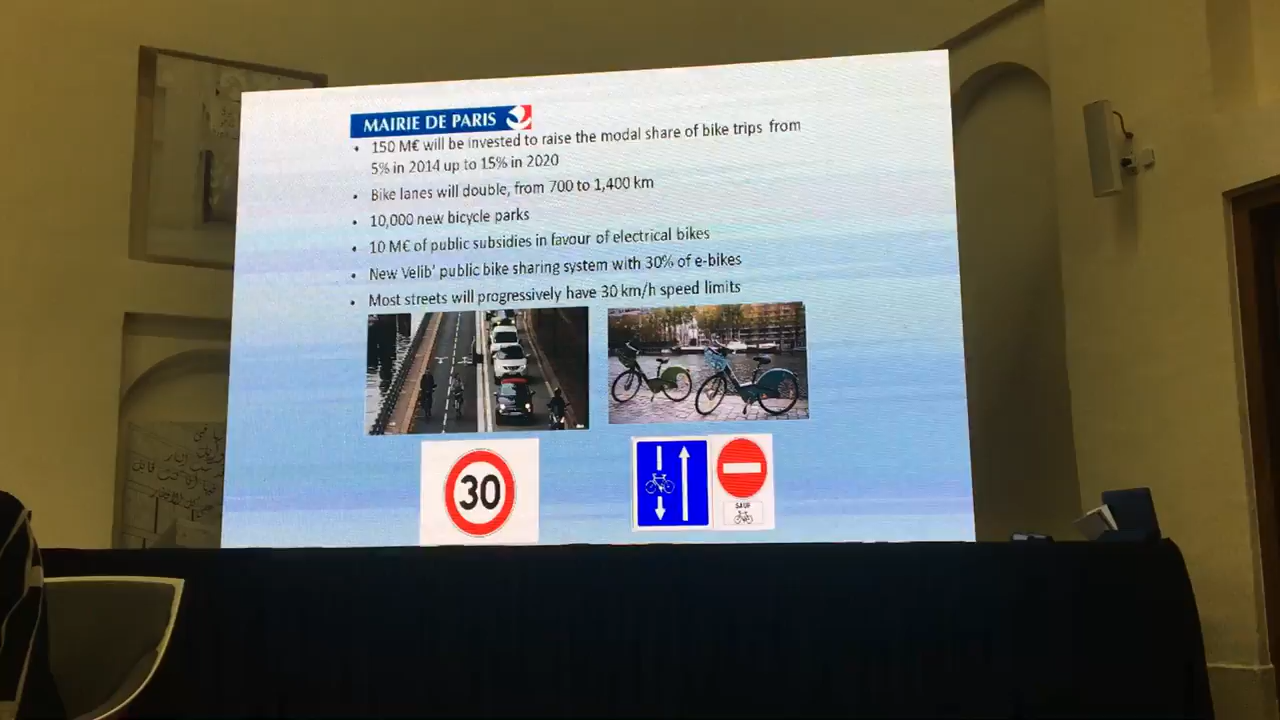 MAIRIE DE PARIS
• 150 M€ will be invested to raise the modal share of bike trips from
5% in 2014 up to 15% in 2020
• Bike lanes will double, from 700 to 1,400 km
• 10,000 new bicycle parks
• 10 M€ of public subsidies in favour of electrical bikes
• New Velib' public bike sharing system with 30% of e-bikes
• Most streets will progressively have 30 km/h speed limits
30
SAUF